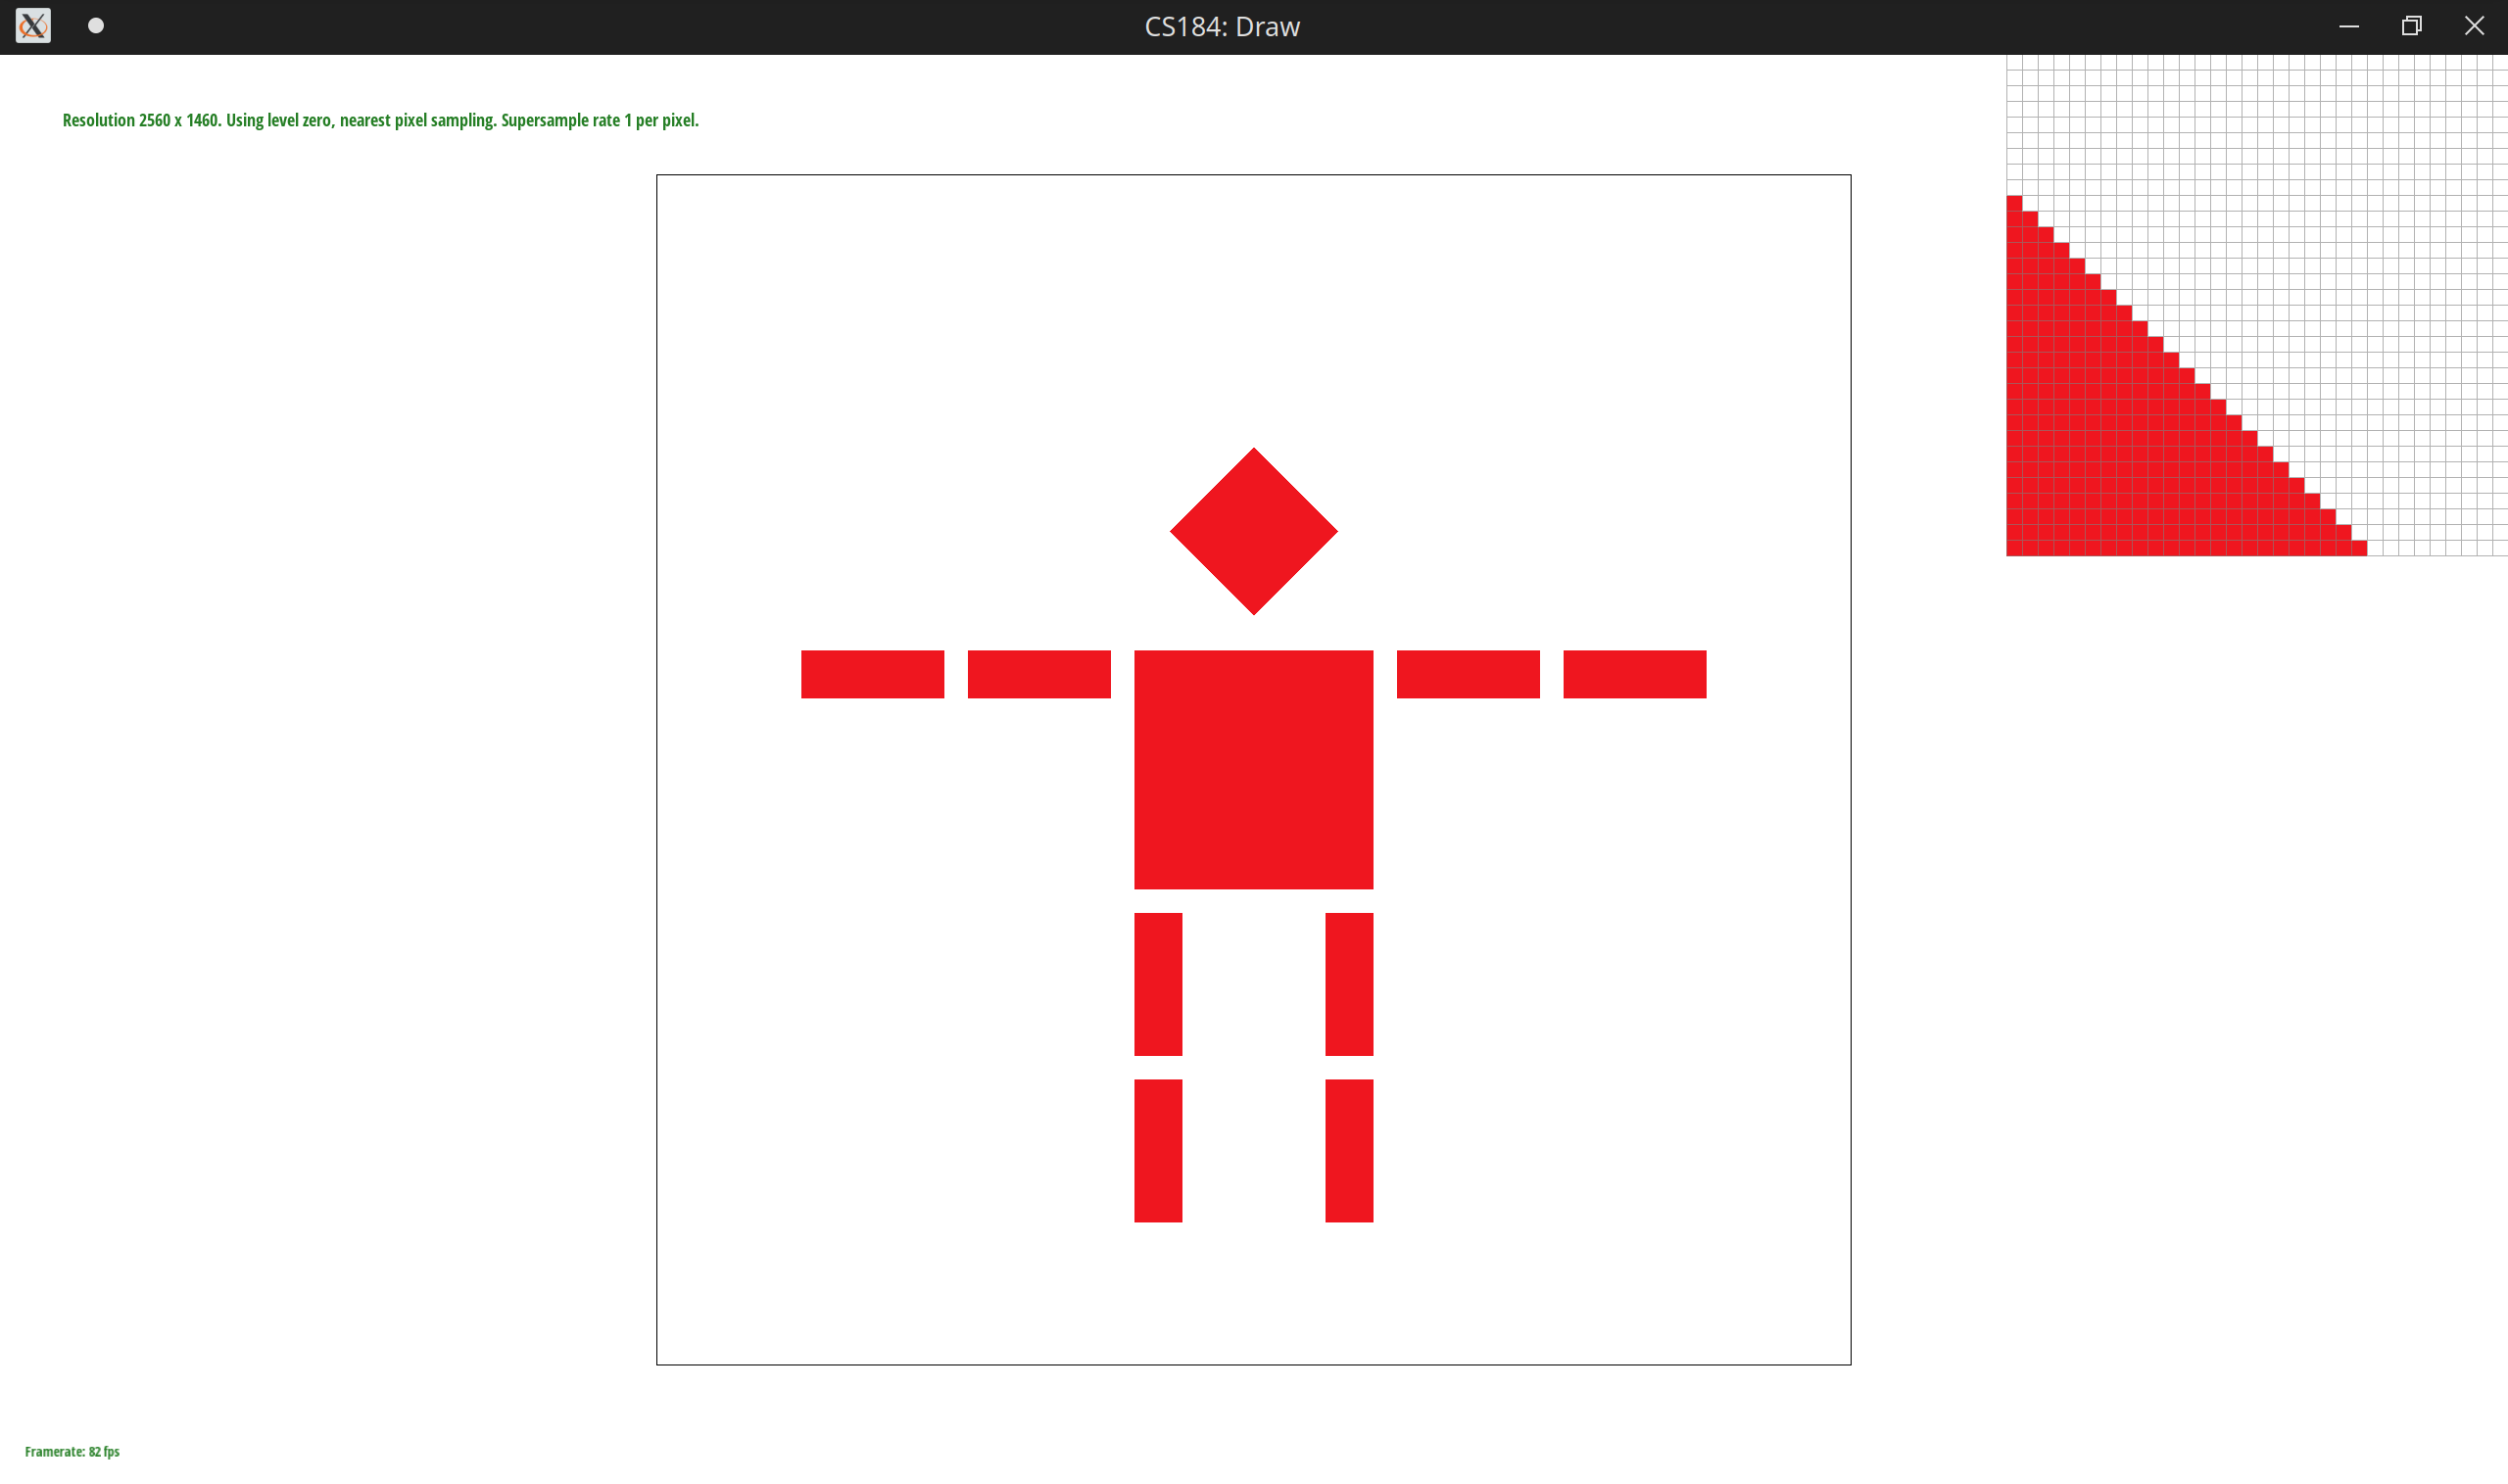 CS184: Draw
Resolution 2560 x 1460. Using level zero, nearest pixel sampling. Supersample rate 1 per pixel.
Framerate: 82 fps